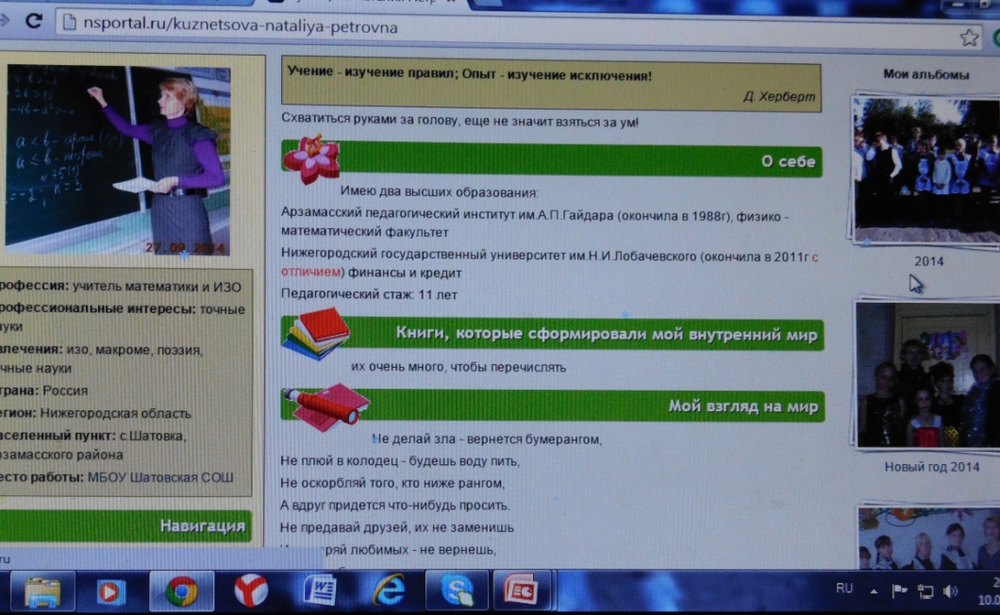 nsportal.ru/kuznetsova-nataliya-petrovna
27.09.2014
рофессия: учитель математики и ИЗО
рофессиональные интересы: точные
уки
влечения: изо, макроме, поэзия,
чные науки
трана: Россия
егион: Нижегородская область
аселенный пункт: с.Шатовка,
рзамасского района
есто работы: МБОУ Шатовская СОШ
Навигация
Учение - изучение правил; Опыт - изучение исключения!
Д. Херберт
Схватиться руками за голову, еще не значит взяться за ум!
О себе
Имею два высших образования:
Арзамасский педагогический институт им.А.П.Гайдара (окончила в 1988г), физико -
математический факультет
Нижегородский государственный университет им.Н.И.Лобачевского (окончила в 2011г с
отличием) финансы и кредит
Педагогический стаж: 11 лет
Книги, которые сформировали мой внутренний мир
их очень много, чтобы перечислять
Мой взгляд на мир
Не делай зла - вернется бумерангом,
Не плюй в колодец - будешь воду пить,
Не оскорбляй того, кто ниже рангом,
А вдруг придется что-нибудь просить.
Не предавай друзей, их не заменишь
ряй любимых - не вернешь,
Мои альбомы
2014
Новый год 2014
ru
RU